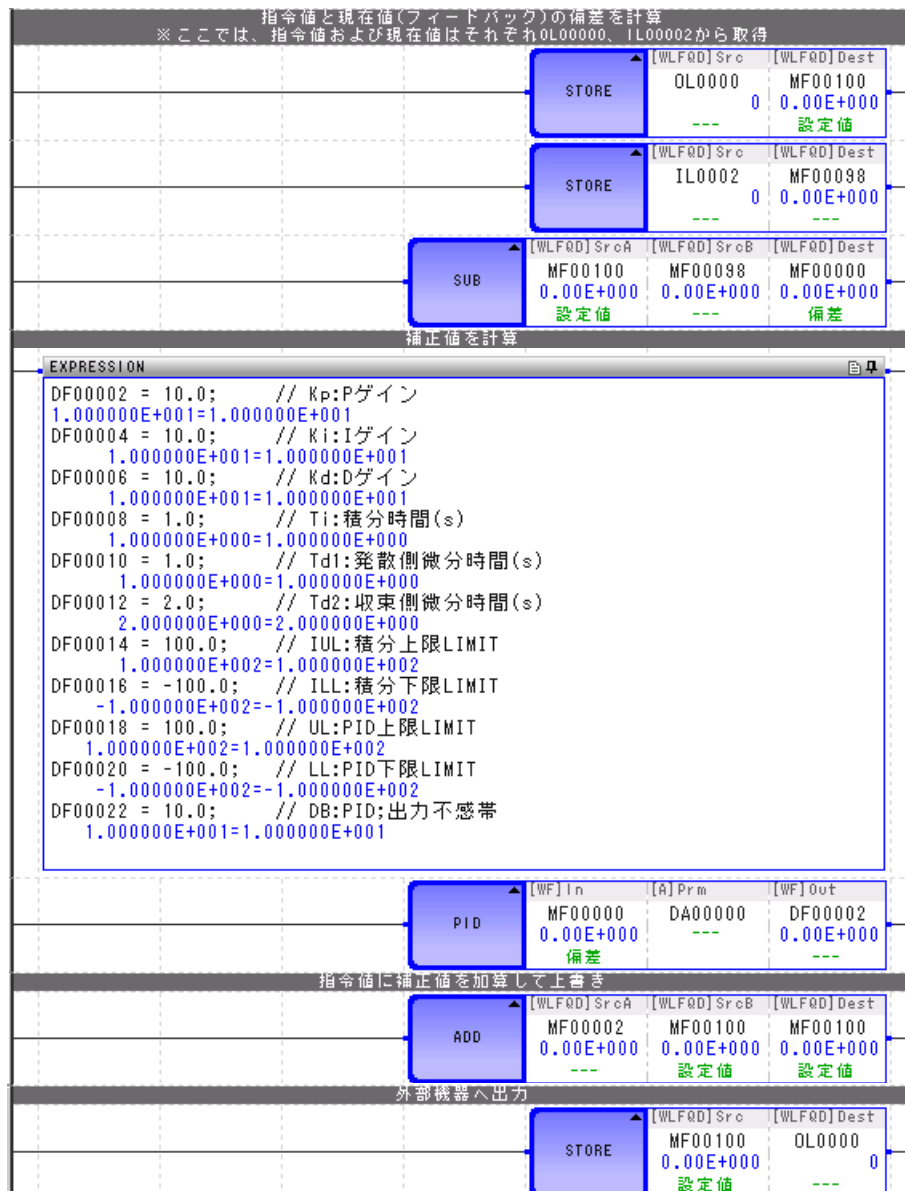 指令値と現在値(フィードバック)の偏差を計算
※ここでは、指令値および現在値はそれぞれOL00000、IL00002から取得
[WLFQD]Src [WLFQD]Dest
STORE OL0000 MF00100
0 0.00E+000
--- 設定値
[WLFQD]Src [WLFQD]Dest
STORE IL0002 MF00098
0 0.00E+000
--- ---
[WLFQD]SrcA [WLFQD]SrcB [WLFQD]Dest
SUB MF00100 MF00098 MF00000
0.00E+000 0.00E+000 0.00E+000
設定値 --- 偏差
補正値を計算
EXPRESSION
DF00002 = 10.0; // Kp:Pゲイン
1.000000E+001=1.000000E+001
DF00004 = 10.0; // Ki:Iゲイン
1.000000E+001=1.000000E+001
DF00006 = 10.0; // Kd:Dゲイン
1.000000E+001=1.000000E+001
DF00008 = 1.0; // Ti:積分時間(s)
1.000000E+000=1.000000E+000
DF00010 = 1.0; // Td1:発散側微分時間(s)
1.000000E+000=1.000000E+000
DF00012 = 2.0; // Td2:収束側微分時間(s)
2.000000E+000=2.000000E+000
DF00014 = 100.0; // IUL:積分上限LIMIT
1.000000E+002=1.000000E+002
DF00016 = -100.0; // ILL:積分下限LIMIT
-1.000000E+002=-1.000000E+002
DF00018 = 100.0; // UL:PID上限LIMIT
1.000000E+002=1.000000E+002
DF00020 = -100.0; // LL:PID下限LIMIT
-1.000000E+002=-1.000000E+002
DF00022 = 10.0; // DB:PID;出力不感帯
1.000000E+001=1.000000E+001
[WF]In [A]Prm [WF]Out
PID MF00000 DA00000 DF00002
0.00E+000 --- 0.00E+000
偏差 ---
指令値に補正値を加算して上書き
[WLFQD]SrcA [WLFQD]SrcB [WLFQD]Dest
ADD MF00002 MF00100 MF00100
0.00E+000 0.00E+000 0.00E+000
--- 設定値 設定値
外部機器へ出力
[WLFQD]Src [WLFQD]Dest
STORE MF00100 OL0000
0.00E+000 0
設定値 ---